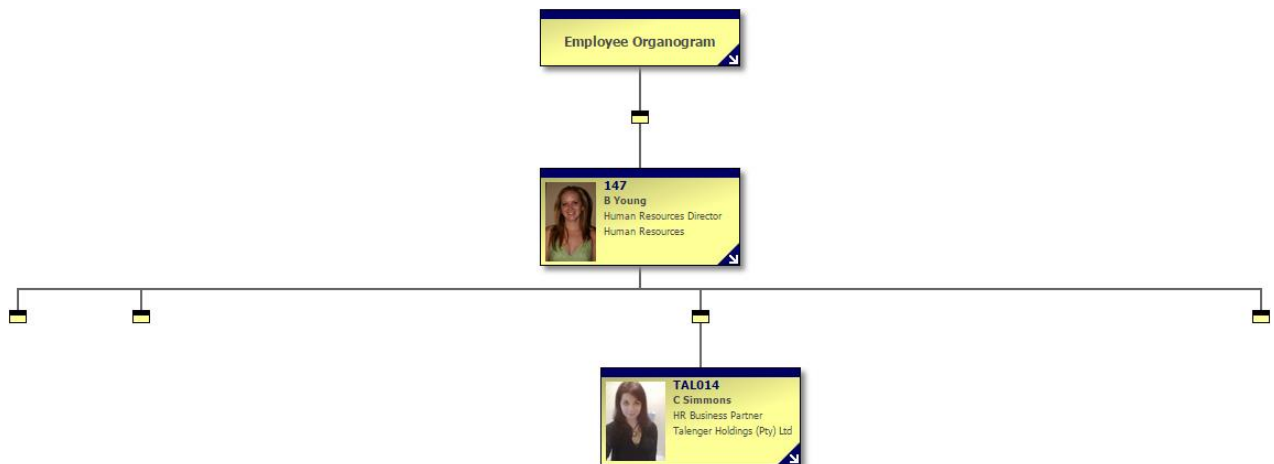 Employee Organogram
147
B Young
Human Resources Director
Human Resources
TAL014
C Simmons
HR Business Partner
Talenger Holdings (Pty) Ltd